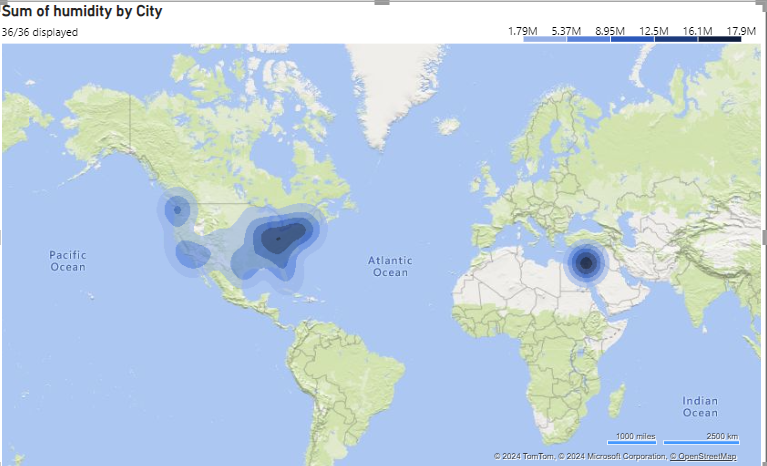 Sum of humidity by City
36/36 displayed
1.79M 5.37M 8.95M 12.5M 16.1M 17.9M
Pacific
Ocean
Atlantic
Ocean
Indian
Ocean
1000 miles 2500 km
© 2024 TomTom, © 2024 Microsoft Corporation, © OpenStreetMap